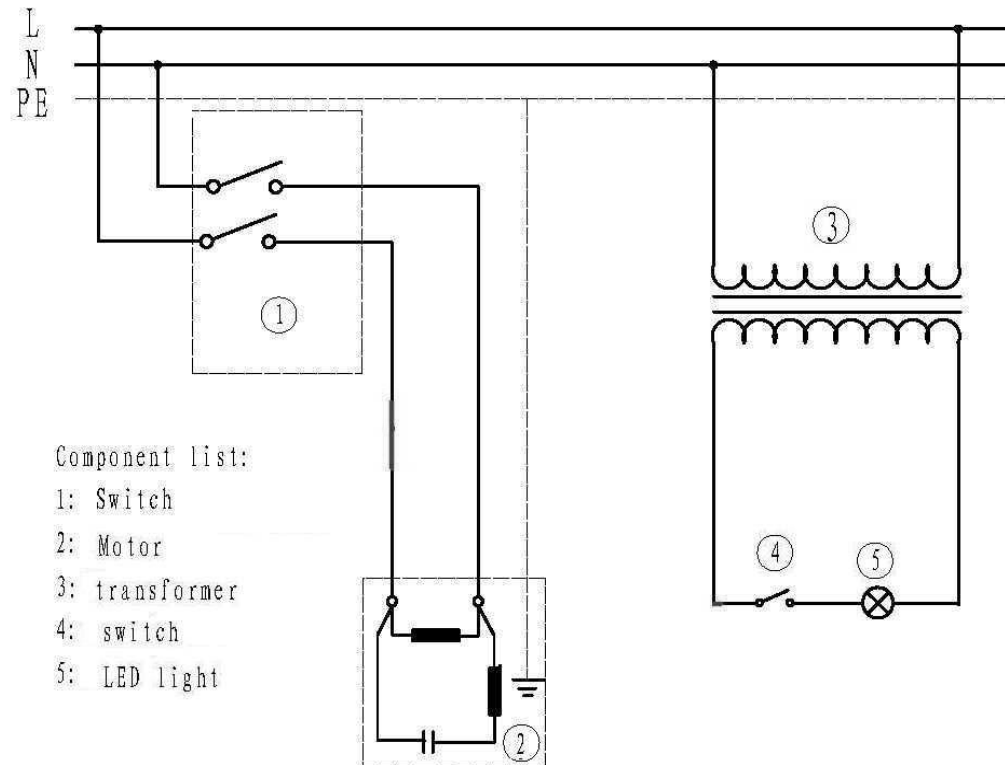 L
N
PE
3
1
Component list:
1: Switch
2: Motor
3: transformer
4: switch
5: LED light
4
5
2